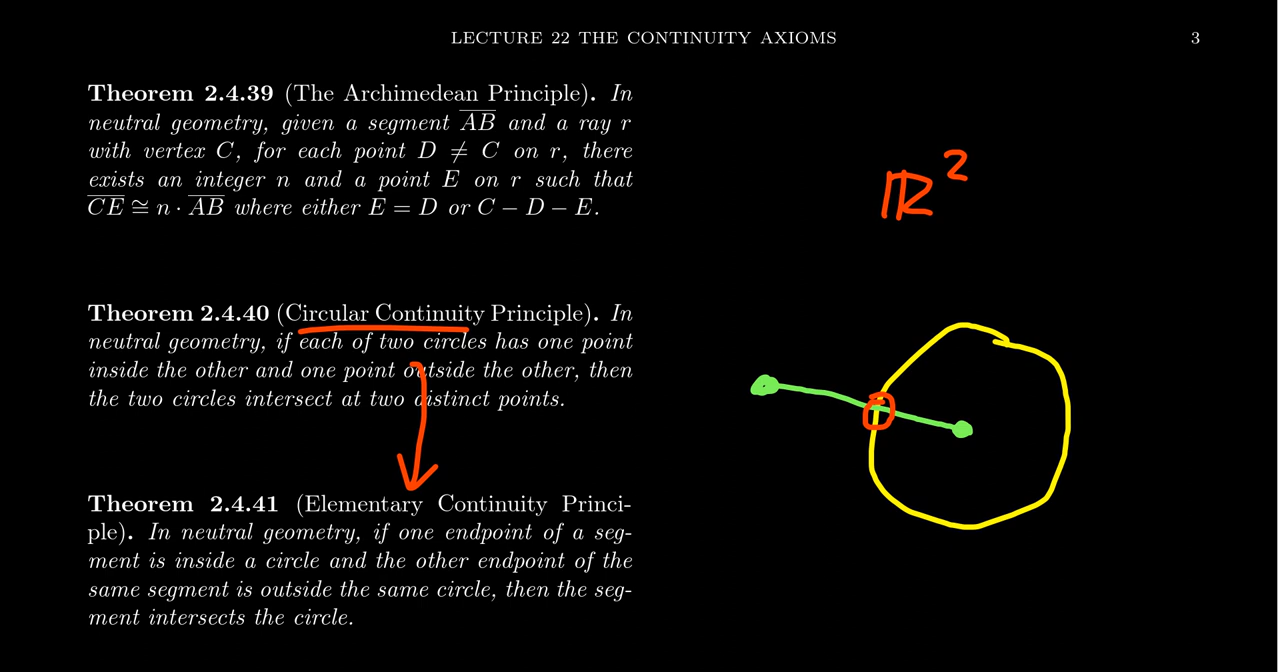 LECTURE 22 THE CONTINUITY AXIOMS 3
Theorem 2.4.39 (The Archimedean Principle). In
neutral geometry, given a segment \overline{AB} and a ray r
with vertex C, for each point D ≠ C on r, there
exists an integer n and a point E on r such that
\overline{CE} ≅ n · \overline{AB} where either E = D or C − D − E.
ℝ²
Theorem 2.4.40 (Circular Continuity Principle). In
neutral geometry, if each of two circles has one point
inside the other and one point outside the other, then
the two circles intersect at two distinct points.
Theorem 2.4.41 (Elementary Continuity Princi-
ple). In neutral geometry, if one endpoint of a seg-
ment is inside a circle and the other endpoint of the
same segment is outside the same circle, then the seg-
ment intersects the circle.